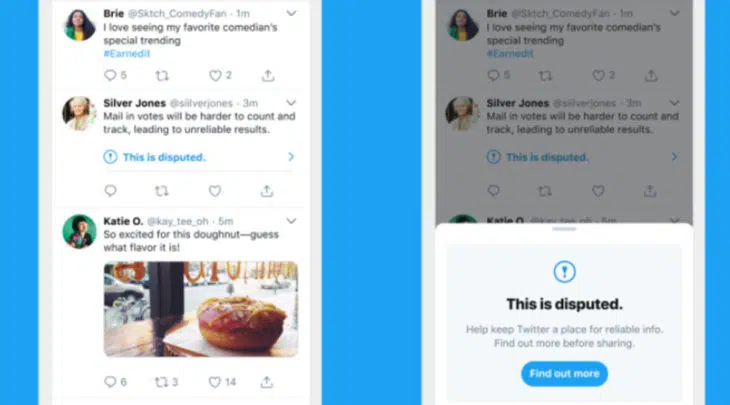 Brie @Sktch_ComedyFan · 1m
I love seeing my favorite comedian's
special trending
#Earnedit
5
2
Silver Jones @siilverjones · 3m
Mail in votes will be harder to count and
track, leading to unreliable results.
This is disputed.
Katie O. @kay_tee_oh · 5m
So excited for this doughnut—guess
what flavor it is!
6
3
14
Brie @Sktch_ComedyFan · 1m
I love seeing my favorite comedian's
special trending
#Earnedit
5
2
Silver Jones @siilverjones · 3m
Mail in votes will be harder to count and
track, leading to unreliable results.
This is disputed.
Katie O. @kay_tee_oh · 5m
This is disputed.
Help keep Twitter a place for reliable info.
Find out more before sharing.
Find out more